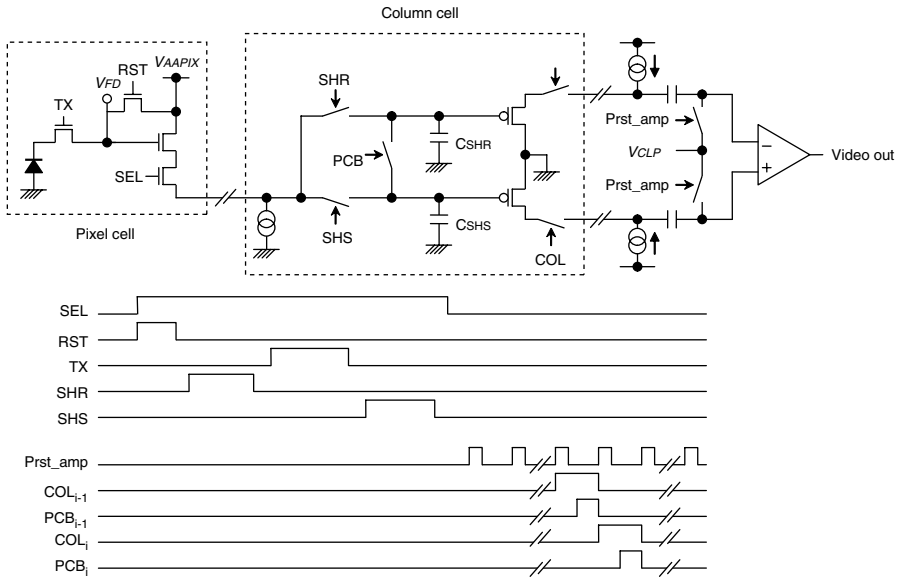 Column cell
VAAPIX
RST
VFD
TX
SHR
SEL
PCB
CSHR
CSHS
SHS
COL
Pixel cell
Prst_amp
VCLP
Prst_amp
−
+
Video out
SEL
RST
TX
SHR
SHS
Prst_amp
COLi-1
PCBi-1
COLi
PCBi